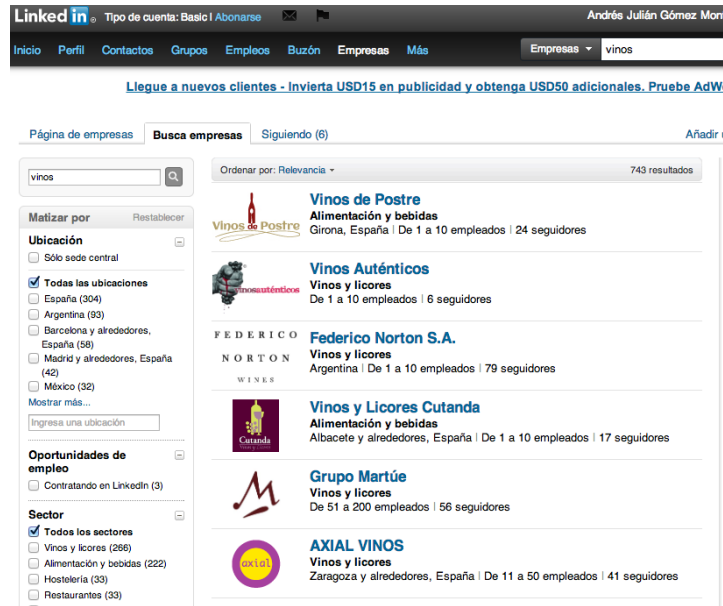 Linked in® Tipo de cuenta: Basic | Abonarse
Andrés Julián Gómez
Inicio Perfil Contactos Grupos Empleos Buzón Empresas Más Empresas vinos
Llegue a nuevos clientes - Invierta USD15 en publicidad y obtenga USD50 adicionales. Pruebe
Página de empresas Busca empresas Siguiendo (6) Añadir
vinos
Ordenar por: Relevancia 743 resultados
Matizar por Restablecer
Ubicación
Sólo sede central
Todas las ubicaciones
España (304)
Argentina (93)
Barcelona y alrededores,
España (58)
Madrid y alrededores, España
(42)
México (32)
Mostrar más...
Ingresa una ubicación
Oportunidades de
empleo
Contratando en LinkedIn (3)
Sector
Todos los sectores
Vinos y licores (266)
Alimentación y bebidas (222)
Hostelería (33)
Restaurantes (33)
Vinos de Postre
Vinos de Postre
Alimentación y bebidas
Girona, España | De 1 a 10 empleados | 24 seguidores
vinosauténticos
Vinos Auténticos
Vinos y licores
De 1 a 10 empleados | 6 seguidores
FEDERICO
NORTON
WINES
Federico Norton S.A.
Vinos y licores
Argentina | De 1 a 10 empleados | 79 seguidores
Cutanda
Vinos y Licores Cutanda
Alimentación y bebidas
Albacete y alrededores, España | De 1 a 10 empleados | 17 seguidores
Grupo Martúe
Vinos y licores
De 51 a 200 empleados | 56 seguidores
axial
AXIAL VINOS
Vinos y licores
Zaragoza y alrededores, España | De 11 a 50 empleados | 41 seguidores